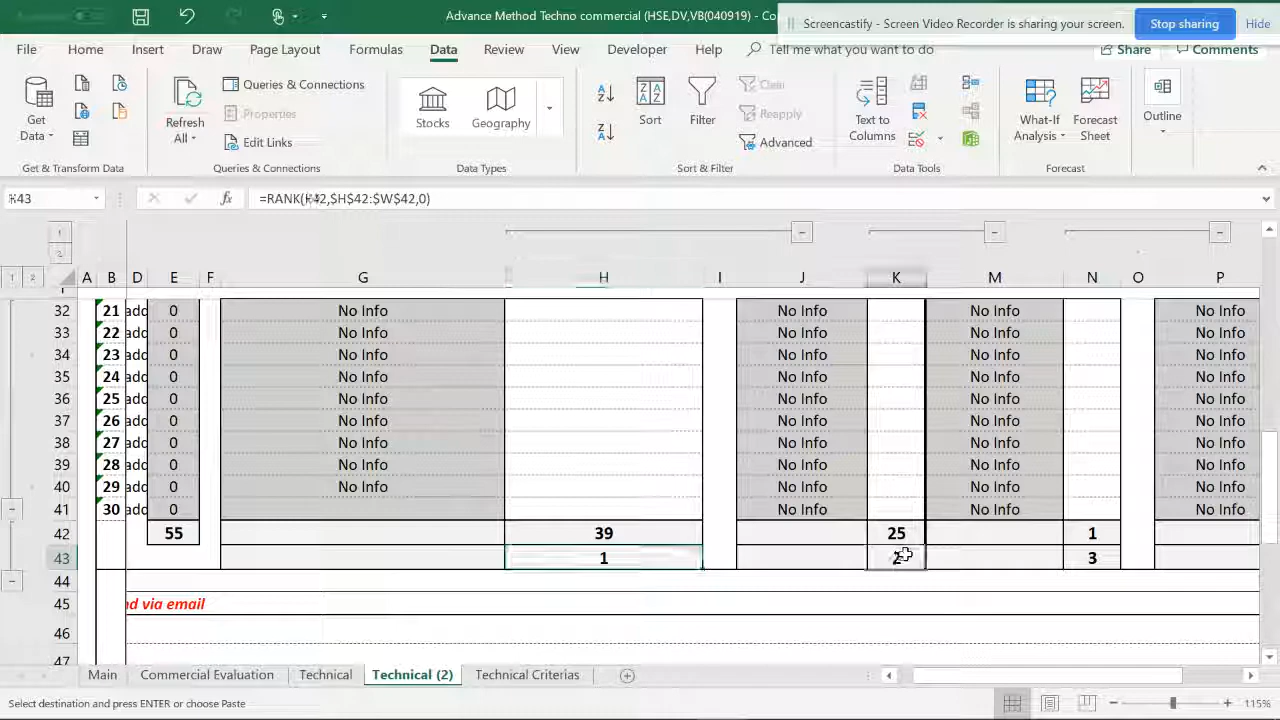 Advance Method Techno commercial (HSE,DV,VB(040919) - Co
Screencastify - Screen Video Recorder is sharing your screen. Stop sharing Hide
File Home Insert Draw Page Layout Formulas Data Review View Developer Help Tell me what you want to do Share Comments
Get Data
Refresh All
Queries & Connections
Properties
Edit Links
Stocks Geography
Sort Filter
Clear
Reapply
Advanced
Text to Columns
What-If Analysis
Forecast Sheet
Outline
Get & Transform Data Queries & Connections Data Types Sort & Filter Data Tools Forecast
K43 fx =RANK(K42,$H$42:$W$42,0)
1
2
1 2 A B D E F G H I J K M N O P
32 21 add 0 No Info No Info No Info No Info
33 22 add 0 No Info No Info No Info No Info
34 23 add 0 No Info No Info No Info No Info
35 24 add 0 No Info No Info No Info No Info
36 25 add 0 No Info No Info No Info No Info
37 26 add 0 No Info No Info No Info No Info
38 27 add 0 No Info No Info No Info No Info
39 28 add 0 No Info No Info No Info No Info
40 29 add 0 No Info No Info No Info No Info
41 30 add 0 No Info No Info No Info
42 55 39 25 1
43 1 2 3
44
45 nd via email
46
47
Main Commercial Evaluation Technical Technical (2) Technical Criterias
Select destination and press ENTER or choose Paste 115%